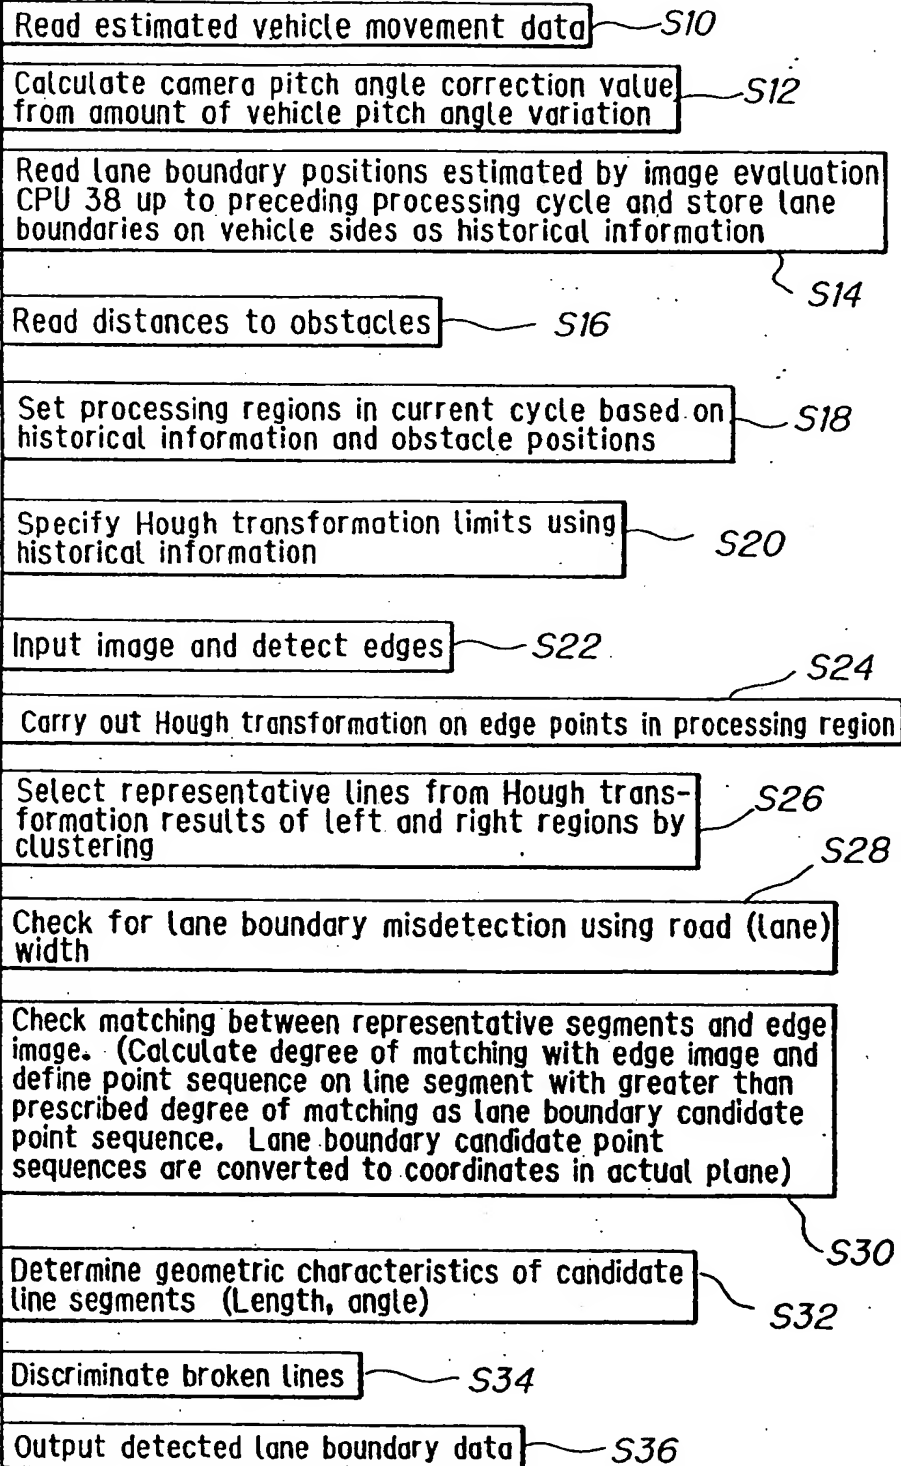 Read estimated vehicle movement data S10
Calculate camera pitch angle correction value
from amount of vehicle pitch angle variation S12
Read lane boundary positions estimated by image evaluation
CPU 38 up to preceding processing cycle and store lane
boundaries on vehicle sides as historical information
S14
Read distances to obstacles S16
Set processing regions in current cycle based on
historical information and obstacle positions S18
Specify Hough transformation limits using
historical information S20
Input image and detect edges S22
S24
Carry out Hough transformation on edge points in processing region
Select representative lines from Hough trans-
formation results of left and right regions by
clustering S26
S28
Check for lane boundary misdetection using road (lane)
width
Check matching between representative segments and edge
image. (Calculate degree of matching with edge image and
define point sequence on line segment with greater than
prescribed degree of matching as lane boundary candidate
point sequence. Lane boundary candidate point
sequences are converted to coordinates in actual plane)
S30
Determine geometric characteristics of candidate
line segments (Length, angle) S32
Discriminate broken lines S34
Output detected lane boundary data S36